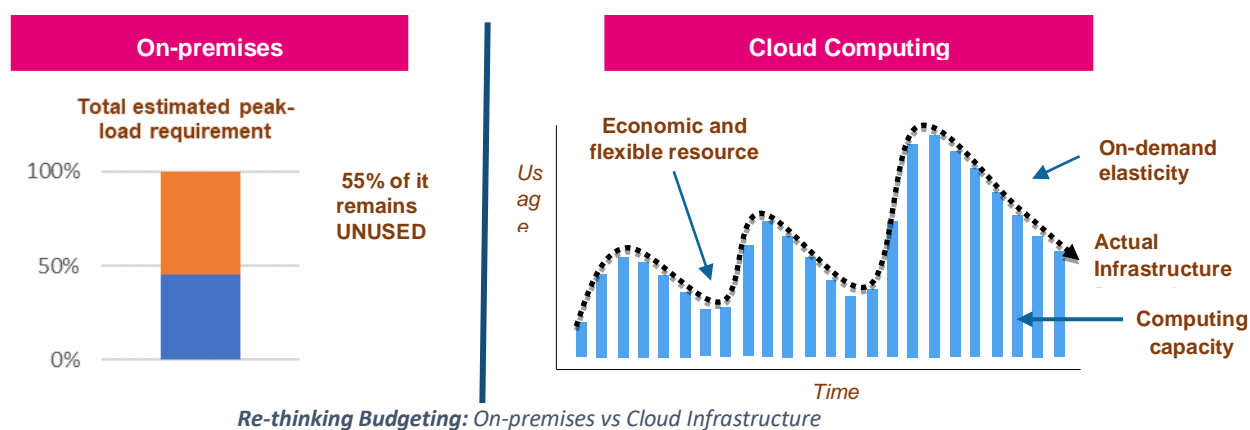 On-premises
Total estimated peak-
load requirement
100%
50%
0%
55% of it
remains
UNUSED
Cloud Computing
Us
ag
e
Economic and
flexible resource
On-demand
elasticity
Actual
Infrastructure
Computing
capacity
Time
Re-thinking Budgeting: On-premises vs Cloud Infrastructure